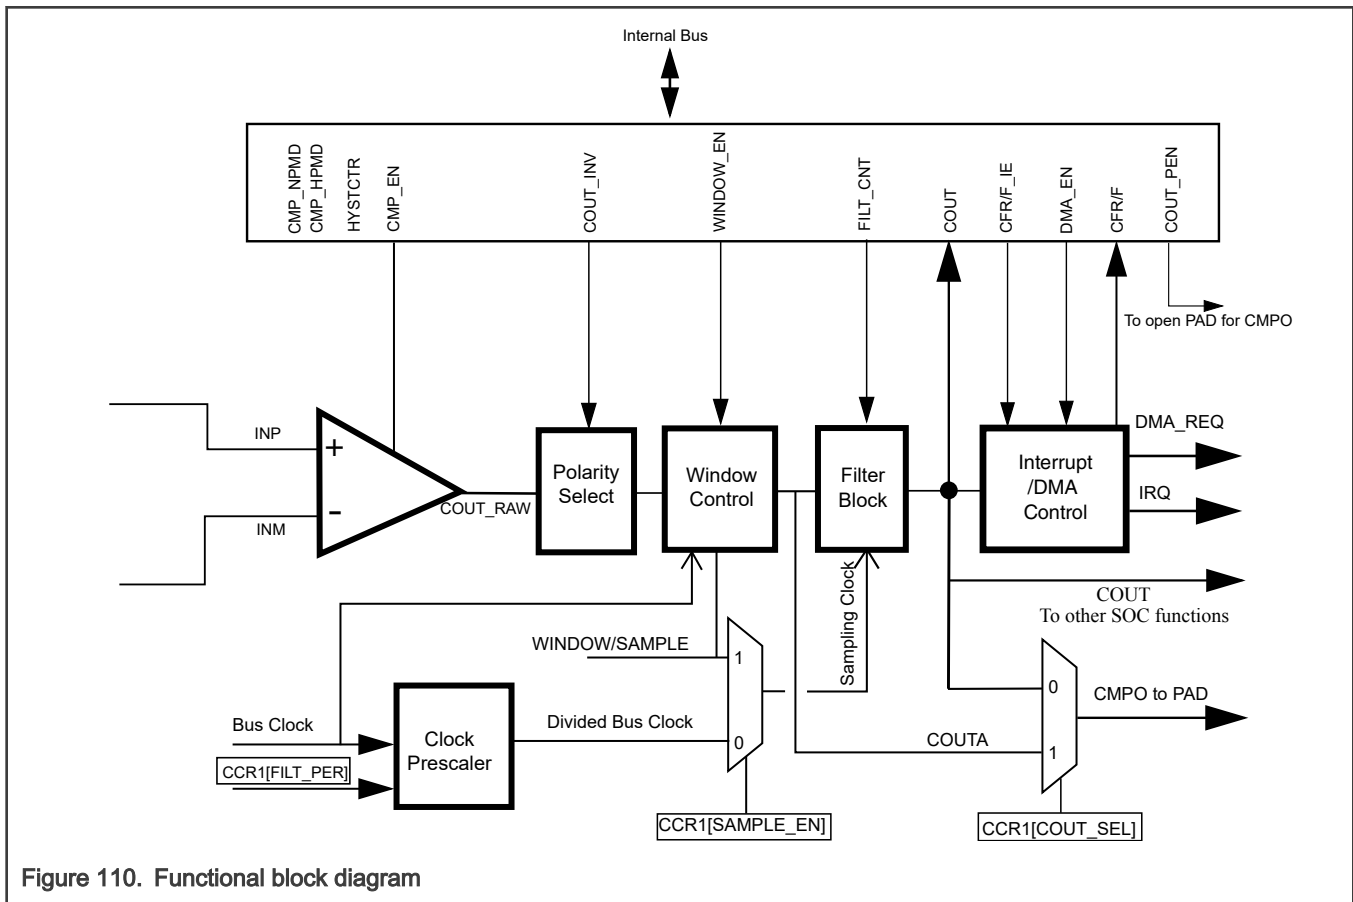 Internal Bus
CMP_NPMD
CMP_HPMD
HYSTCTR
CMP_EN
COUT_INV
WINDOW_EN
FILT_CNT
COUT
CFR/F_IE
DMA_EN
CFR/F
COUT_PEN
To open PAD for CMPO
INP
+
INM
-
COUT_RAW
Polarity
Select
Window
Control
Filter
Block
Interrupt
/DMA
Control
DMA_REQ
IRQ
COUT
To other SOC functions
WINDOW/SAMPLE
1
0
Sampling Clock
Bus Clock
CCR1[FILT_PER]
Clock
Prescaler
Divided Bus Clock
CCR1[SAMPLE_EN]
COUTA
0
1
CMPO to PAD
CCR1[COUT_SEL]
Figure 110. Functional block diagram